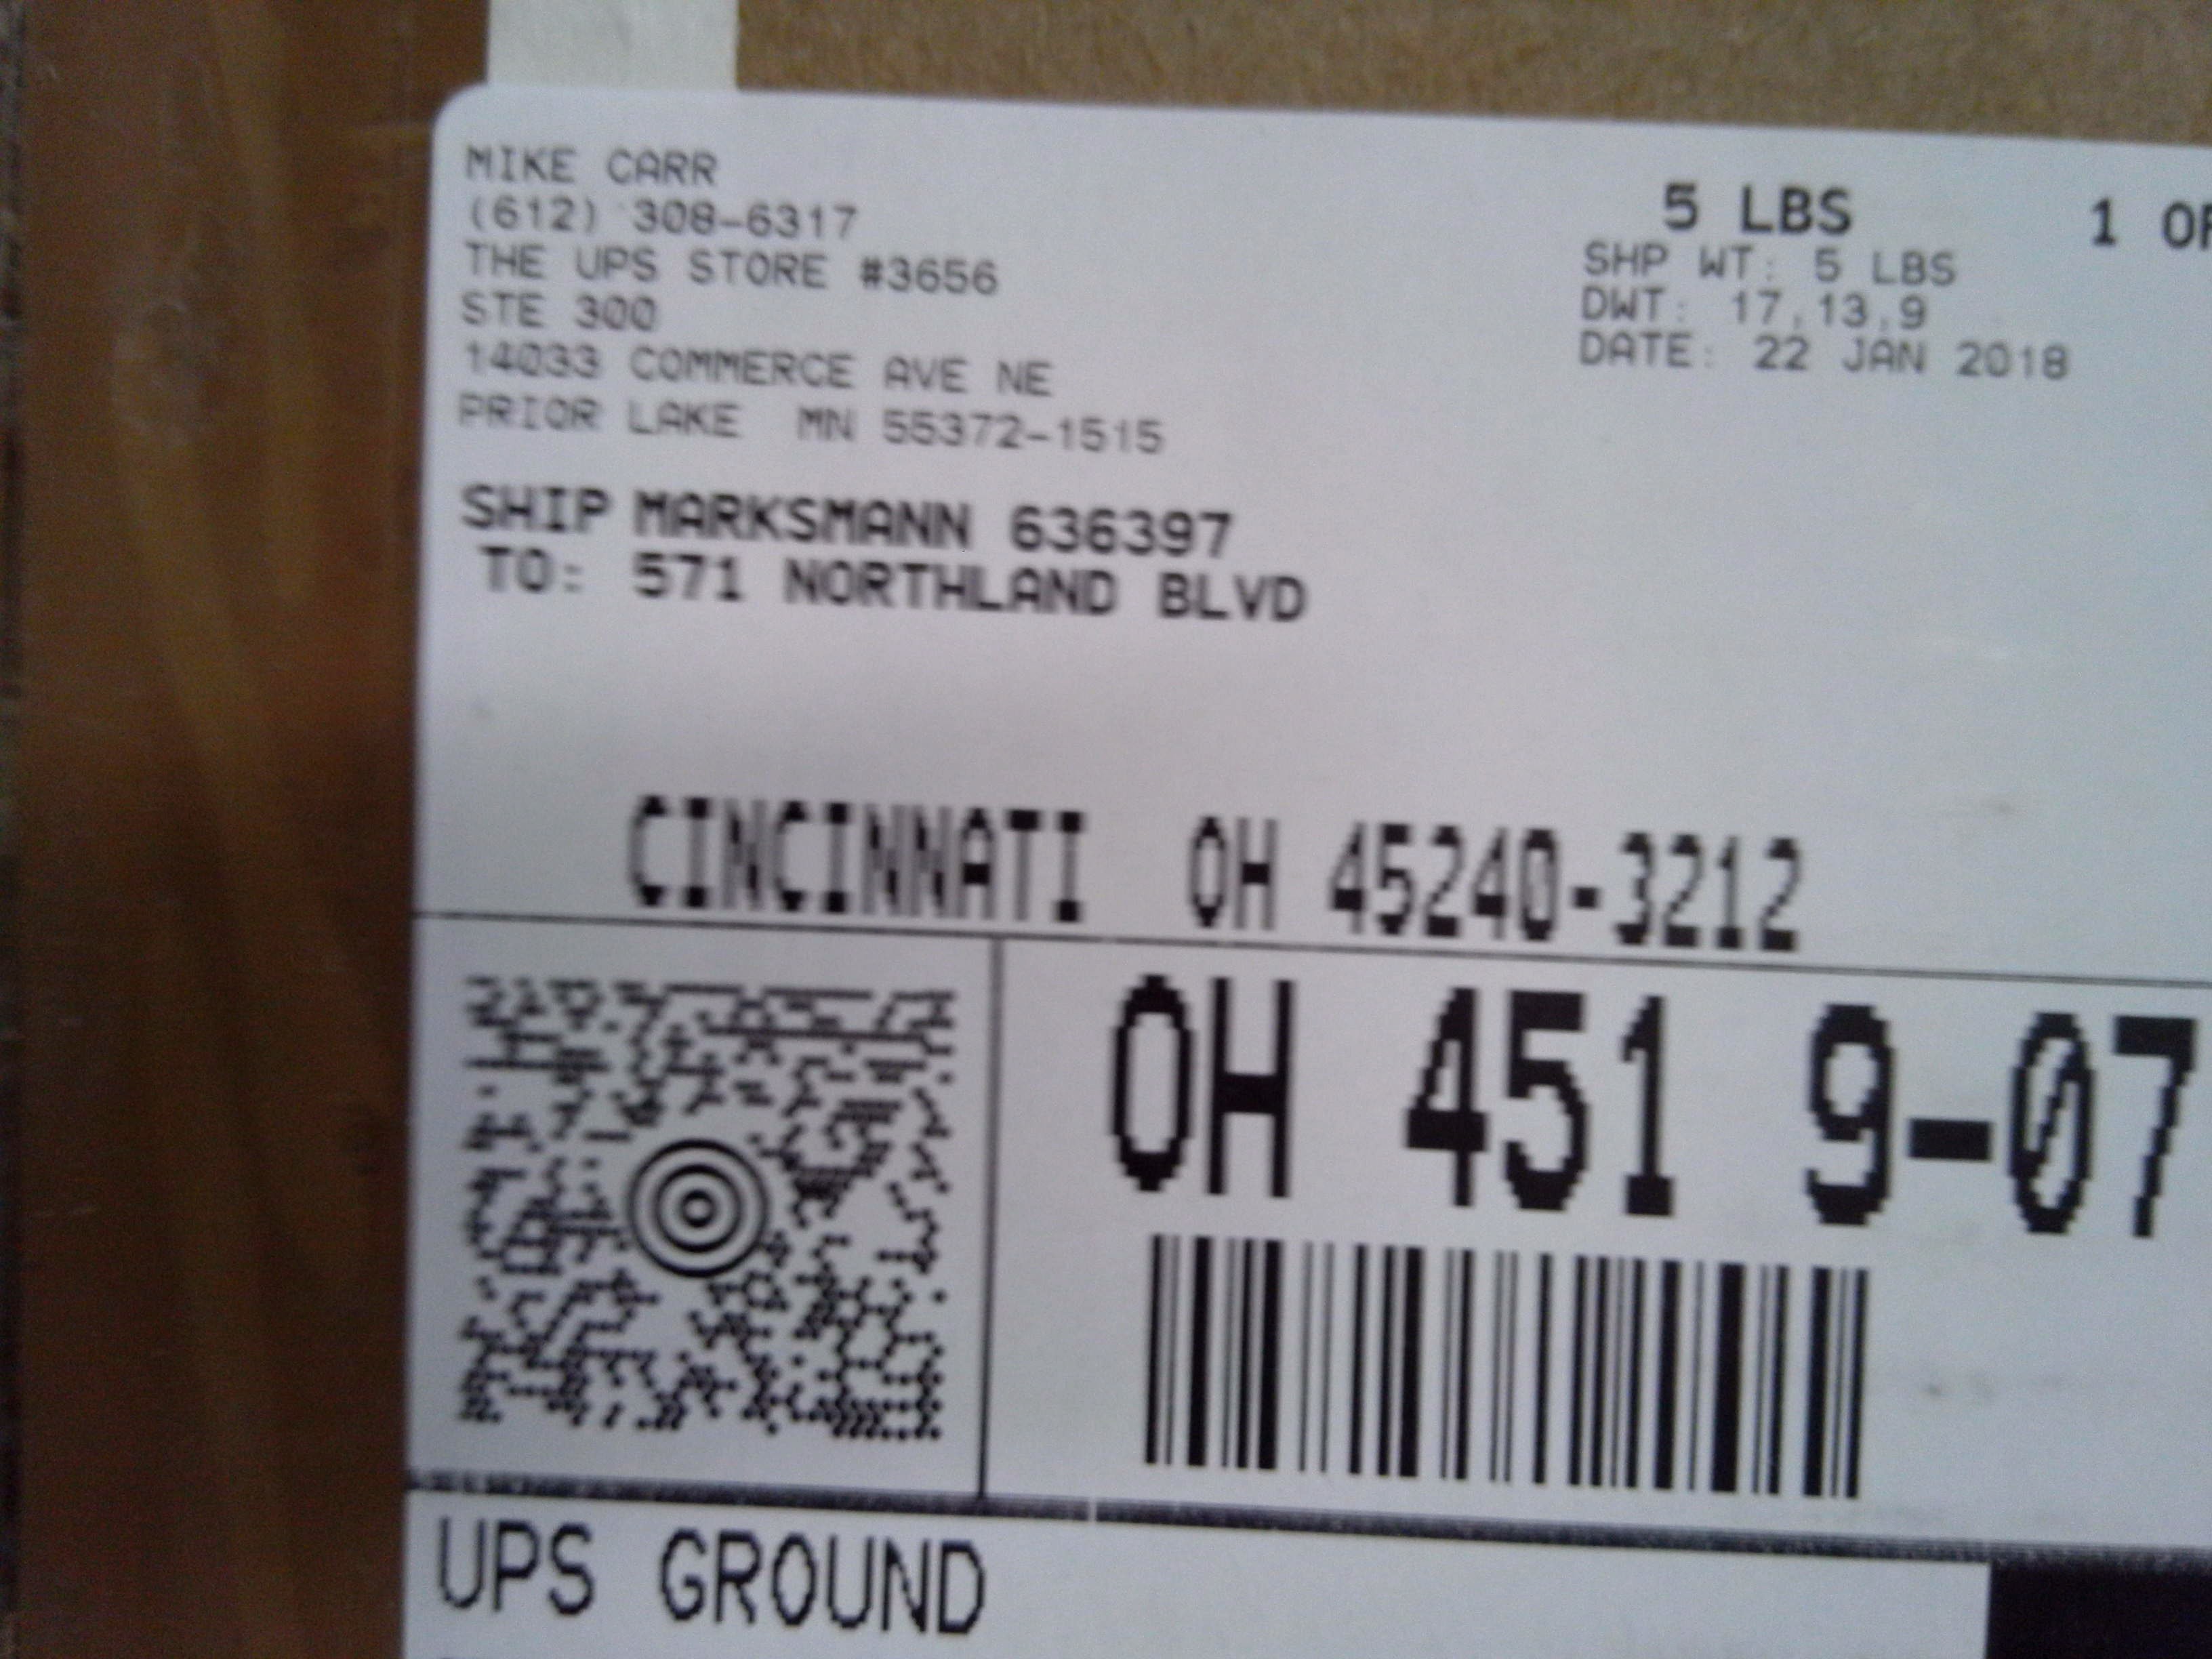 MIKE CARR
(612) 308-6317
THE UPS STORE #3656
STE 300
14033 COMMERCE AVE NE
PRIOR LAKE MN 55372-1515
5 LBS 1 OF
SHP WT: 5 LBS
DWT: 17,13,9
DATE: 22 JAN 2018
SHIP MARKSMANN 636397
TO: 571 NORTHLAND BLVD
CINCINNATI OH 45240-3212
OH 451 9-07
UPS GROUND